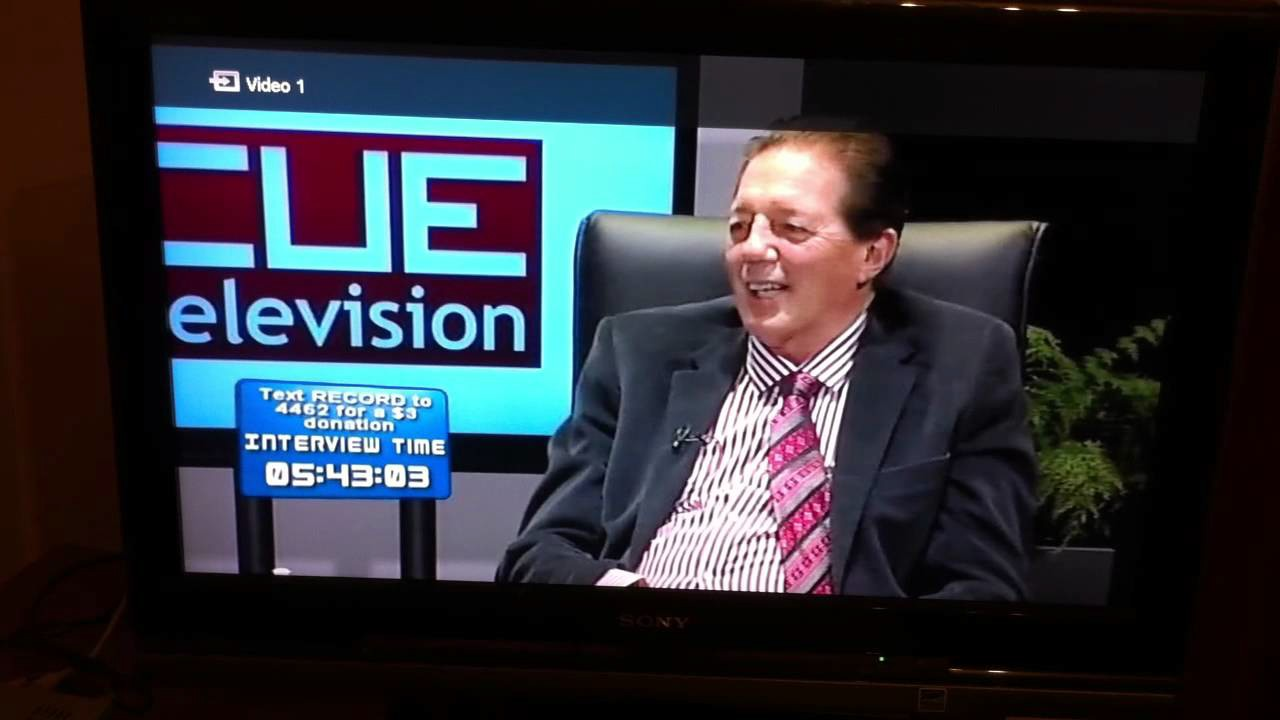 Video 1
CUE
elevision
Text RECORD to
4462 for a $3
donation
INTERVIEW TIME
05:43:03
SONY